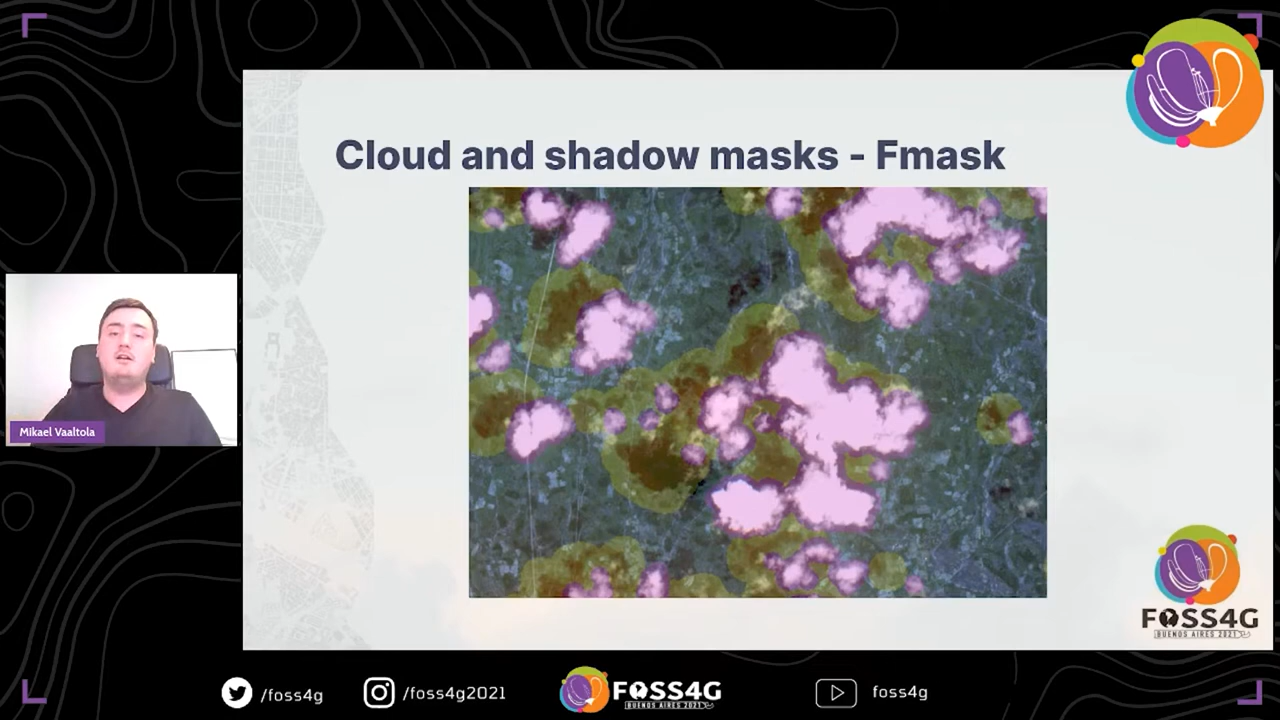 Cloud and shadow masks - Fmask
Mikael Vaaltola
FOSS4G
BUENOS AIRES 2021
/foss4g
/foss4g2021
FOSS4G
BUENOS AIRES 2021
foss4g